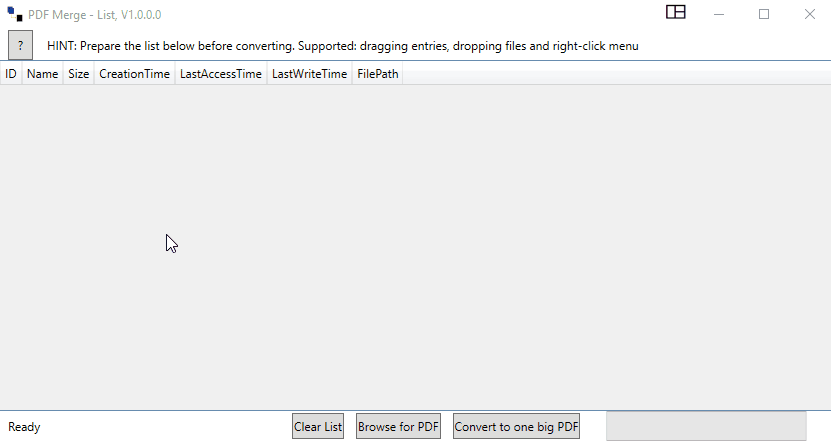 PDF Merge - List, V1.0.0.0
? HINT: Prepare the list below before converting. Supported: dragging entries, dropping files and right-click menu
ID Name Size CreationTime LastAccessTime LastWriteTime FilePath
Ready Clear List Browse for PDF Convert to one big PDF